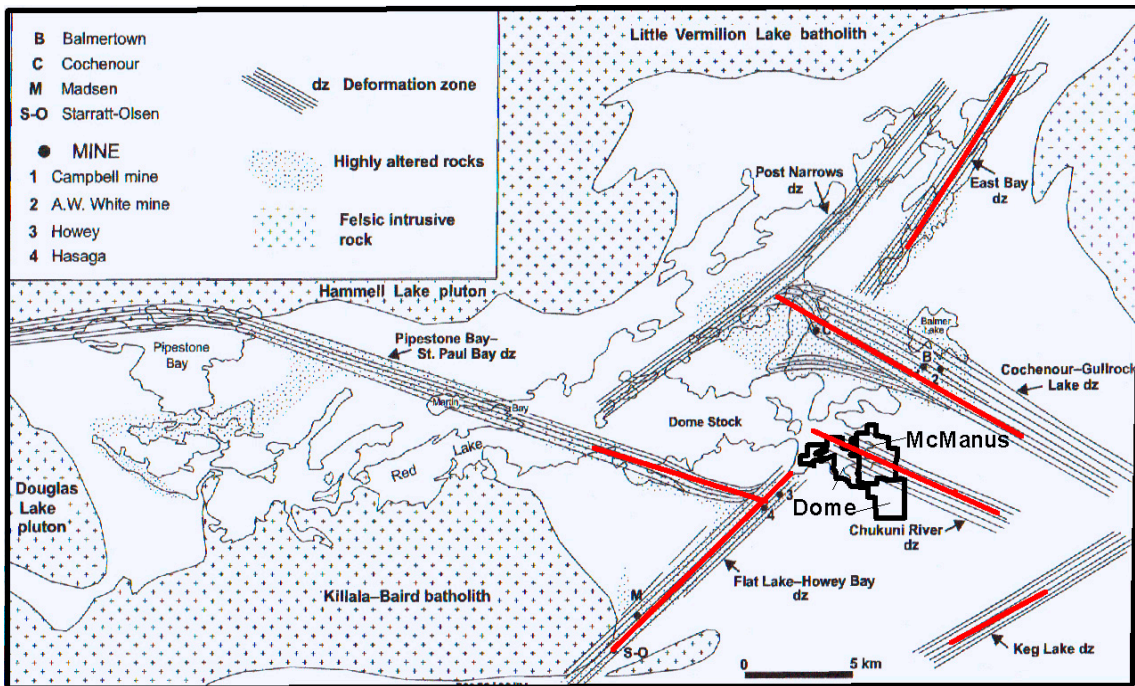 B Balmertown
C Cochenour
M Madsen
S-O Starratt-Olsen
MINE
1 Campbell mine
2 A.W. White mine
3 Howey
4 Hasaga
dz Deformation zone
Highly altered rocks
Felsic intrusive
rock
Little Vermilion Lake batholith
Post Narrows
dz
East Bay
dz
Hammell Lake pluton
Pipestone
Bay
Pipestone Bay–
St. Paul Bay dz
C
Balmer
Lake
B
1
2
Cochenour–Gullrock
Lake dz
Martin
Bay
Dome Stock
McManus
Red Lake
Douglas
Lake
pluton
3
4
Dome
Chukuni River
dz
Flat Lake–Howey Bay
dz
Killala–Baird batholith
M
S-O
Keg Lake dz
0 5 km